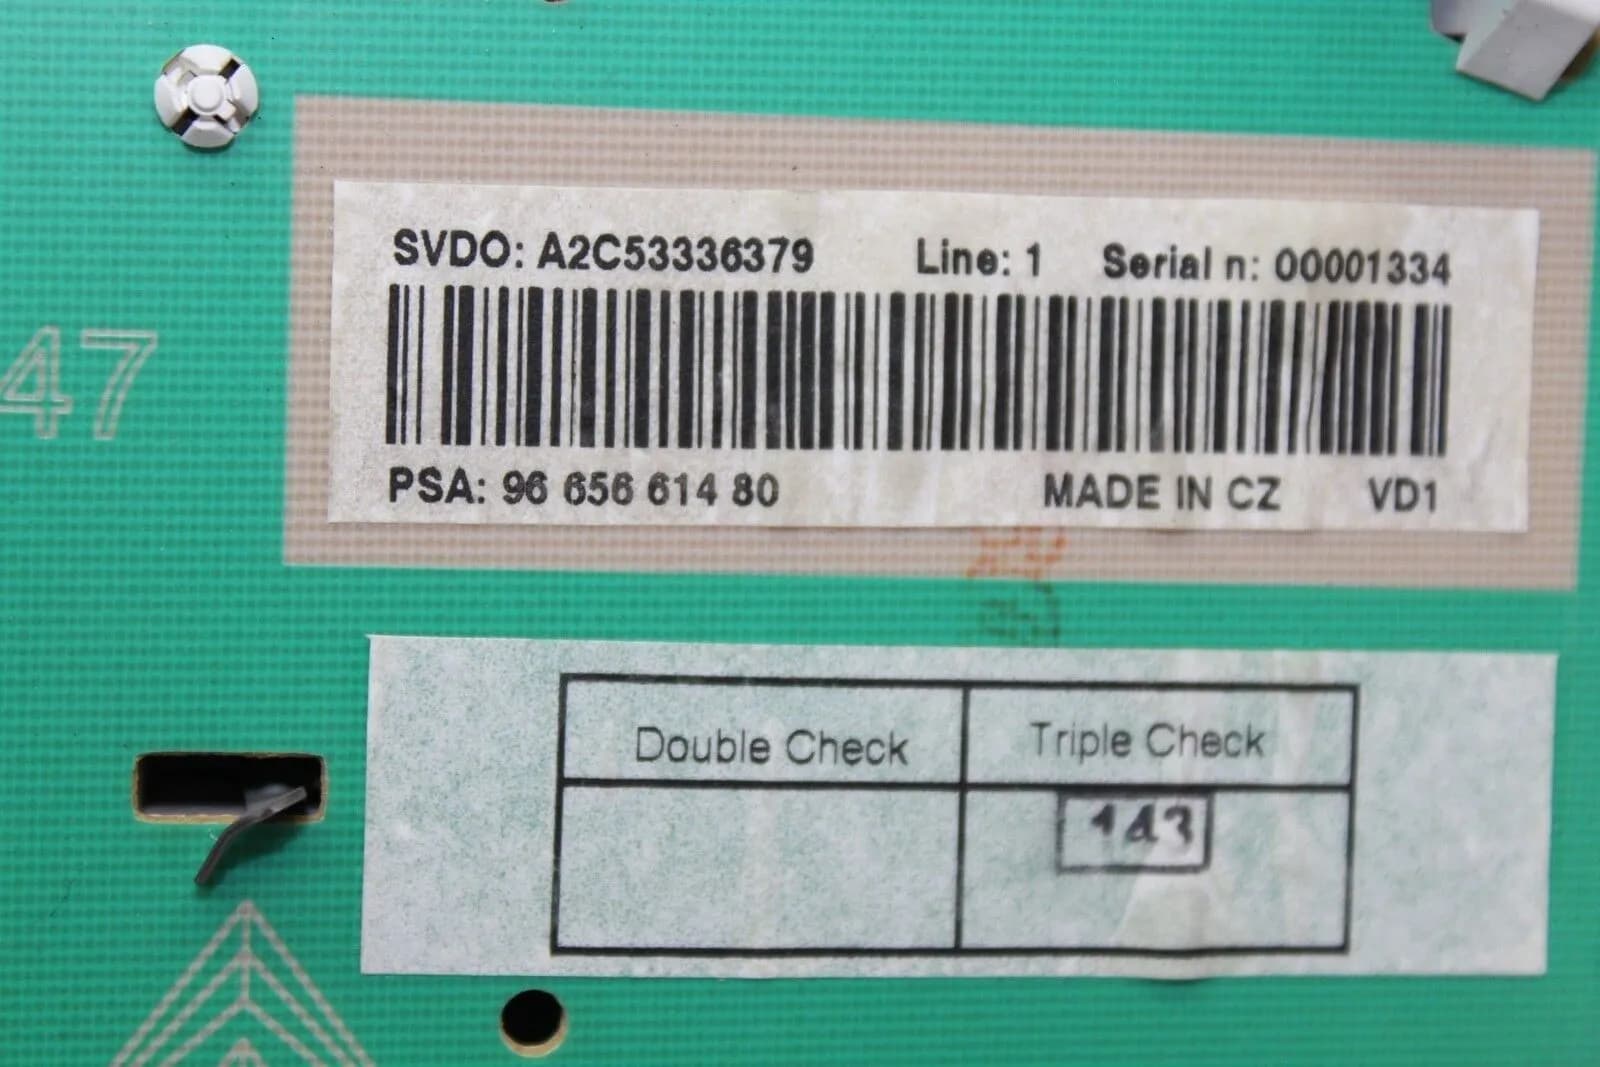 SVDO: A2C53336379 Line: 1 Serial n: 00001334
47
PSA: 96 656 614 80 MADE IN CZ VD1
Double Check Triple Check
143